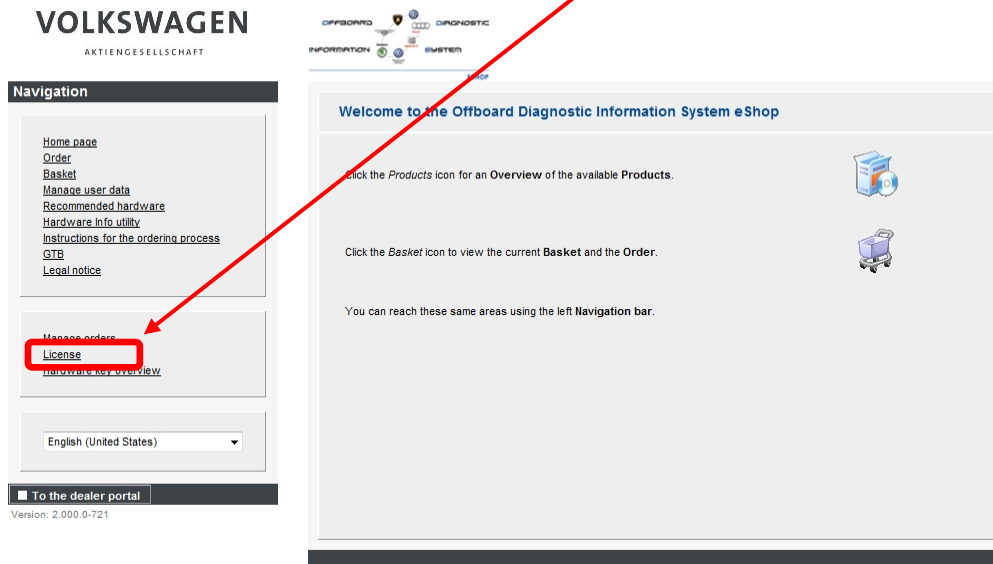 VOLKSWAGEN
AKTIENGESELLSCHAFT
OFFBOARD DIAGNOSTIC
INFORMATION SYSTEM
Navigation
Home page
Order
Basket
Manage user data
Recommended hardware
Hardware Info utility
Instructions for the ordering process
GTB
Legal notice
Manage orders
License
Hardware key overview
English (United States)
To the dealer portal
Version: 2.000.0-721
Welcome to the Offboard Diagnostic Information System eShop
Click the Products icon for an Overview of the available Products.
Click the Basket icon to view the current Basket and the Order.
You can reach these same areas using the left Navigation bar.